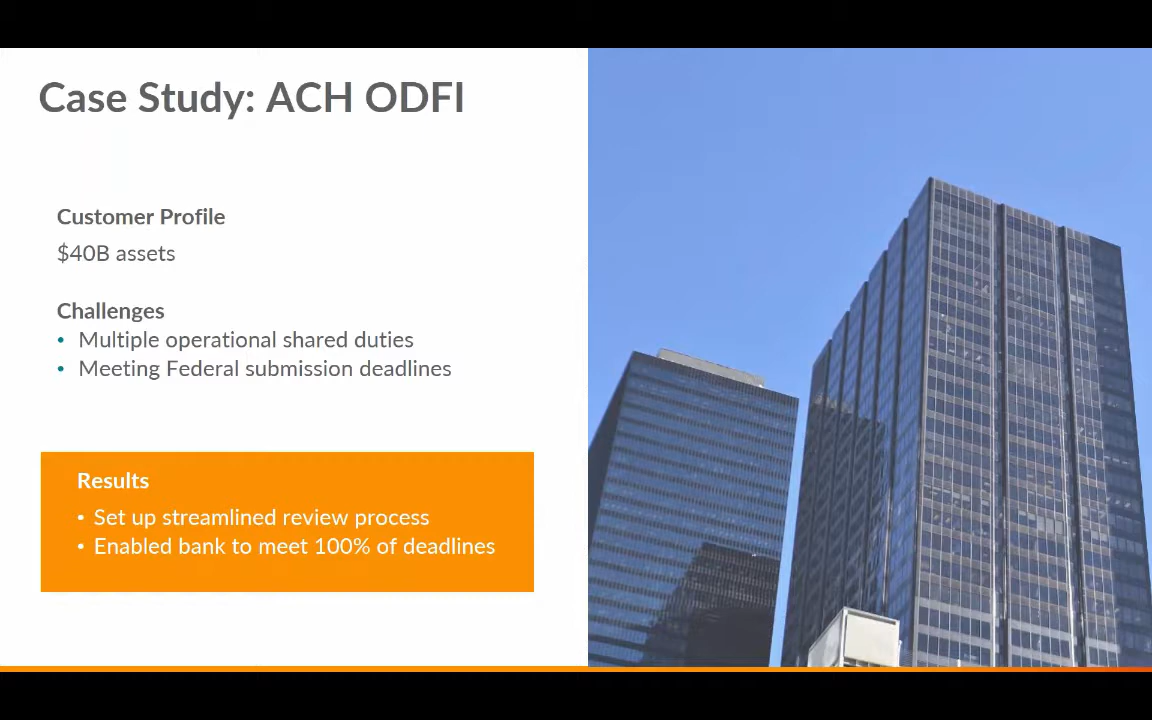 Case Study: ACH ODFI
Customer Profile
$40B assets
Challenges
• Multiple operational shared duties
• Meeting Federal submission deadlines
Results
• Set up streamlined review process
• Enabled bank to meet 100% of deadlines